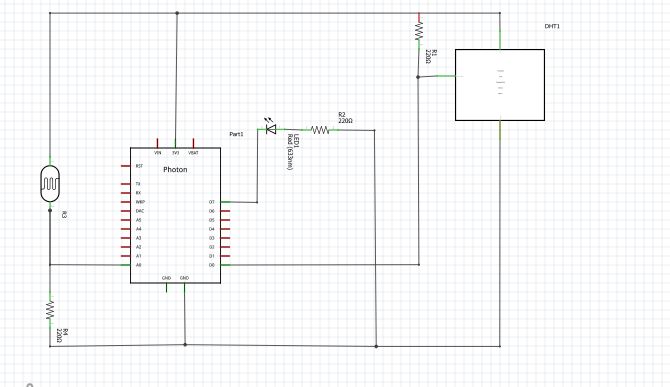 DHT1
R1
220Ω
R2
220Ω
LED1
Red (633nm)
Part1
VIN 3V3 VBAT
Photon
RST
TX
RX
WKP D7
DAC D6
A5 D5
A4 D4
A3 D3
A2 D2
A1 D1
A0 D0
GND GND
R3
R4
220Ω